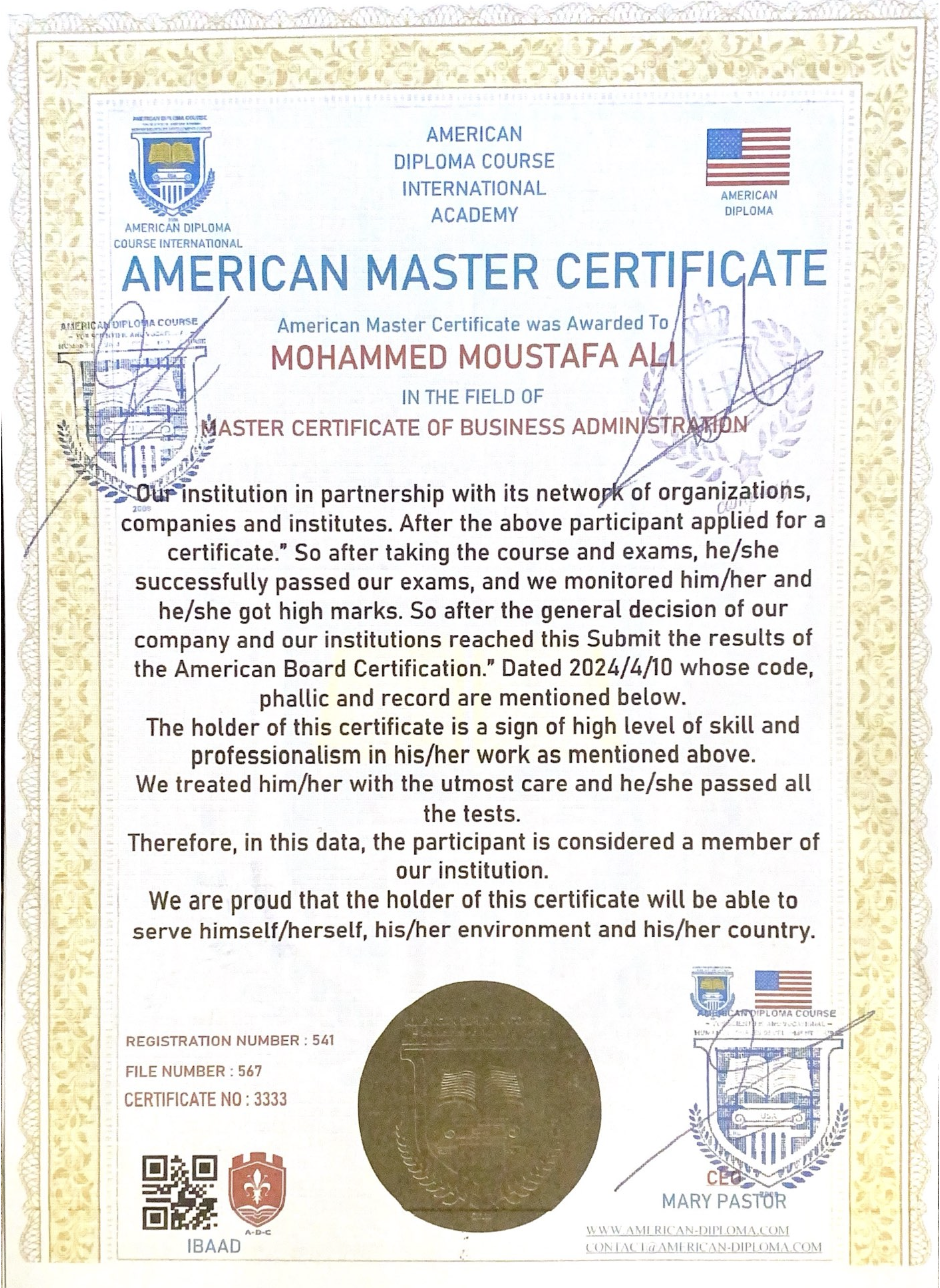 AMERICAN DIPLOMA COURSE
AMERICAN DIPLOMA
COURSE INTERNATIONAL
AMERICAN
DIPLOMA COURSE
INTERNATIONAL
ACADEMY
AMERICAN
DIPLOMA
AMERICAN MASTER CERTIFICATE
AMERICAN DIPLOMA COURSE
2009
American Master Certificate was Awarded To
MOHAMMED MOUSTAFA ALI
IN THE FIELD OF
MASTER CERTIFICATE OF BUSINESS ADMINISTRATION
Our institution in partnership with its network of organizations,
companies and institutes. After the above participant applied for a
certificate." So after taking the course and exams, he/she
successfully passed our exams, and we monitored him/her and
he/she got high marks. So after the general decision of our
company and our institutions reached this Submit the results of
the American Board Certification." Dated 2024/4/10 whose code,
phallic and record are mentioned below.
The holder of this certificate is a sign of high level of skill and
professionalism in his/her work as mentioned above.
We treated him/her with the utmost care and he/she passed all
the tests.
Therefore, in this data, the participant is considered a member of
our institution.
We are proud that the holder of this certificate will be able to
serve himself/herself, his/her environment and his/her country.
REGISTRATION NUMBER : 541
FILE NUMBER : 567
CERTIFICATE NO : 3333
A-D-C
IBAAD
AMERICAN DIPLOMA COURSE
USA
CEO
MARY PASTOR
WWW.AMERICAN-DIPLOMA.COM
CONTACT@AMERICAN-DIPLOMA.COM